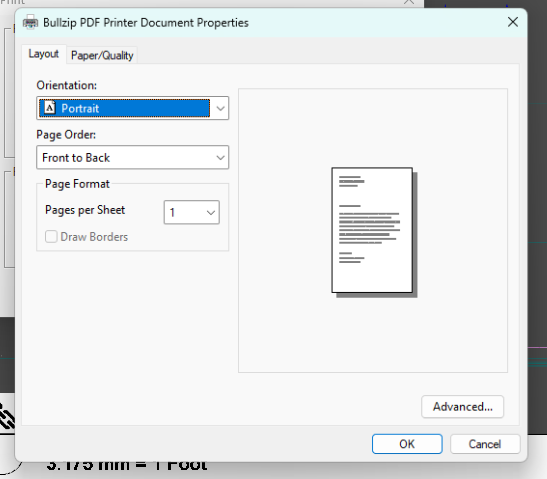 Print
Bullzip PDF Printer Document Properties
Layout
Paper/Quality
Orientation:
Portrait
Page Order:
Front to Back
Page Format
Pages per Sheet
1
Draw Borders
Advanced...
OK
Cancel
3.175 mm = 1 Foot